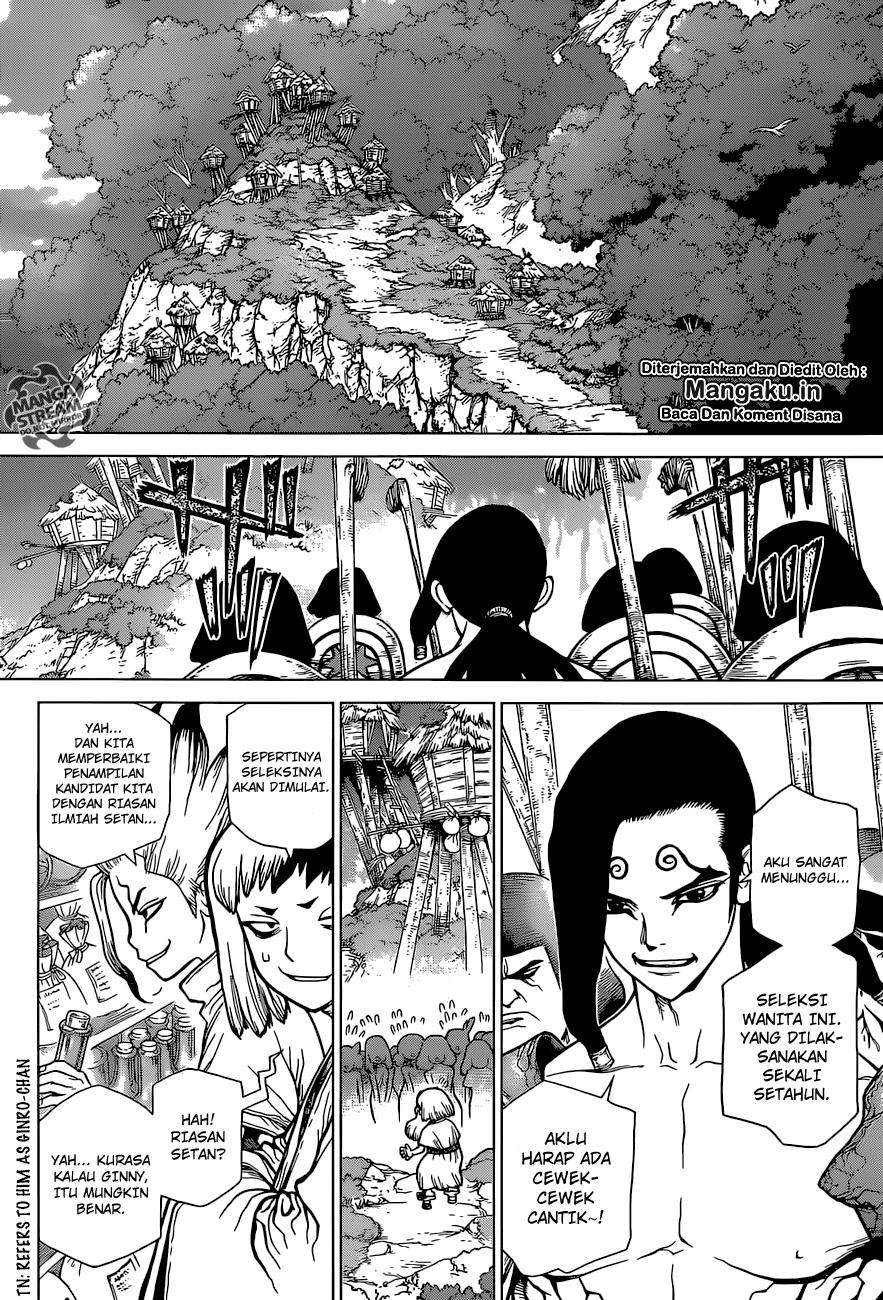 Diterjemahkan dan Diedit Oleh :
Mangaku.in
Baca Dan Koment Disana
MANGA
STREAM
AKU SANGAT
MENUNGGU...
SELEKSI
WANITA INI.
YANG DILAK-
SANAKAN
SEKALI
SETAHUN.
AKLU
HARAP ADA
CEWEK-
CEWEK
CANTIK~!
SEPERTINYA
SELEKSINYA
AKAN DIMULAI.
YAH...
DAN KITA
MEMPERBAIKI
PENAMPILAN
KANDIDAT KITA
DENGAN RIASAN
ILMIAH SETAN...
HAH!
RIASAN
SETAN?
YAH... KURASA
KALAU GINNY,
ITU MUNGKIN
BENAR.
TN: REFERS TO HIM AS GINRO-CHAN